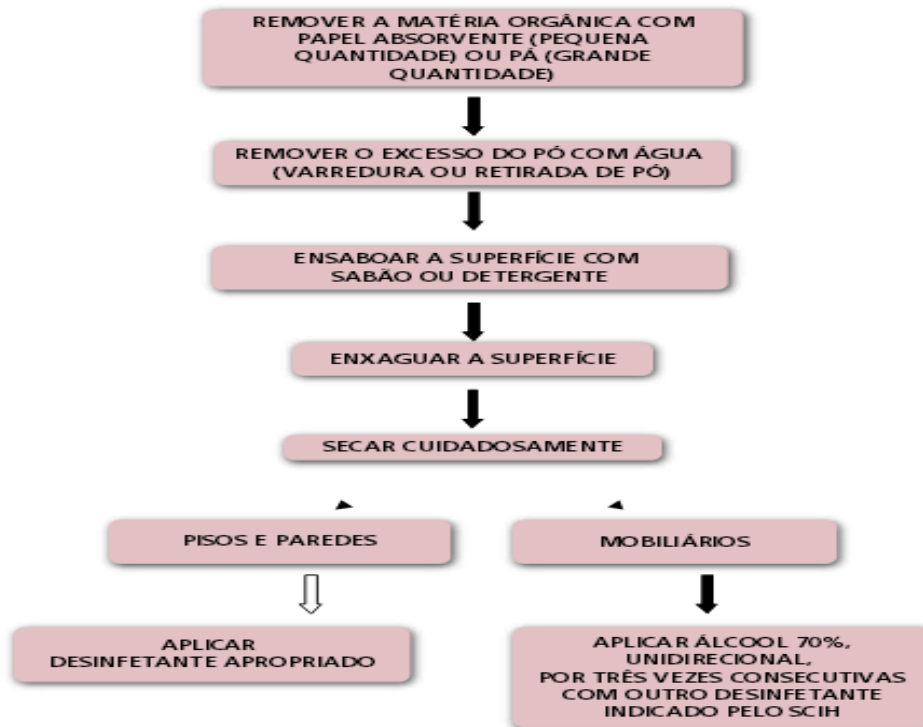 REMOVER A MATÉRIA ORGÂNICA COM
PAPEL ABSORVENTE (PEQUENA
QUANTIDADE) OU PÁ (GRANDE
QUANTIDADE)
REMOVER O EXCESSO DO PÓ COM ÁGUA
(VARREDURA OU RETIRADA DE PÓ)
ENSABOAR A SUPERFÍCIE COM
SABÃO OU DETERGENTE
ENXAGUAR A SUPERFÍCIE
SECAR CUIDADOSAMENTE
PISOS E PAREDES
MOBILIÁRIOS
APLICAR
DESINFETANTE APROPRIADO
APLICAR ÁLCOOL 70%,
UNIDIRECIONAL,
POR TRÊS VEZES CONSECUTIVAS
COM OUTRO DESINFETANTE
INDICADO PELO SCIH